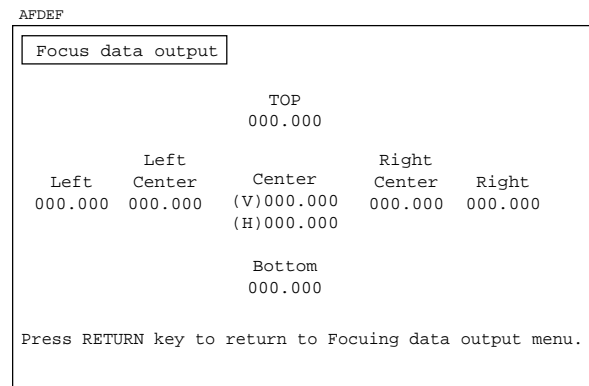 AFDEF
Focus data output
TOP
000.000
Left Right
Left Center Center Center Right
000.000 000.000 (V)000.000 000.000 000.000
(H)000.000
Bottom
000.000
Press RETURN key to return to Focuing data output menu.